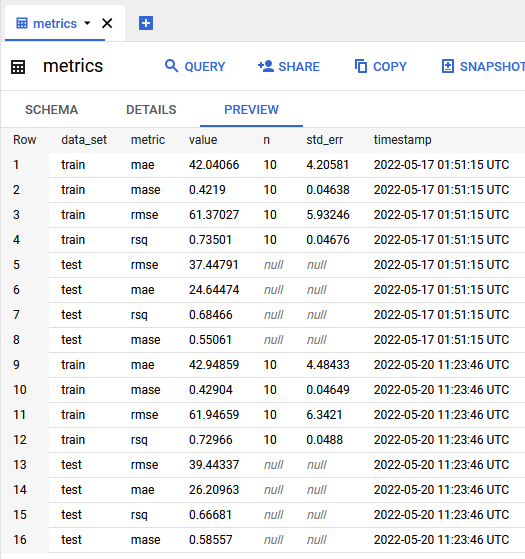 metrics
metrics QUERY SHARE COPY SNAPSHOT
SCHEMA DETAILS PREVIEW
Row data_set metric value n std_err timestamp
1 train mae 42.04066 10 4.20581 2022-05-17 01:51:15 UTC
2 train mase 0.4219 10 0.04638 2022-05-17 01:51:15 UTC
3 train rmse 61.37027 10 5.93246 2022-05-17 01:51:15 UTC
4 train rsq 0.73501 10 0.04676 2022-05-17 01:51:15 UTC
5 test rmse 37.44791 null null 2022-05-17 01:51:15 UTC
6 test mae 24.64474 null null 2022-05-17 01:51:15 UTC
7 test rsq 0.68466 null null 2022-05-17 01:51:15 UTC
8 test mase 0.55061 null null 2022-05-17 01:51:15 UTC
9 train mae 42.94859 10 4.48433 2022-05-20 11:23:46 UTC
10 train mase 0.42904 10 0.04649 2022-05-20 11:23:46 UTC
11 train rmse 61.94659 10 6.3421 2022-05-20 11:23:46 UTC
12 train rsq 0.72966 10 0.0488 2022-05-20 11:23:46 UTC
13 test rmse 39.44337 null null 2022-05-20 11:23:46 UTC
14 test mae 26.20963 null null 2022-05-20 11:23:46 UTC
15 test rsq 0.66681 null null 2022-05-20 11:23:46 UTC
16 test mase 0.58557 null null 2022-05-20 11:23:46 UTC